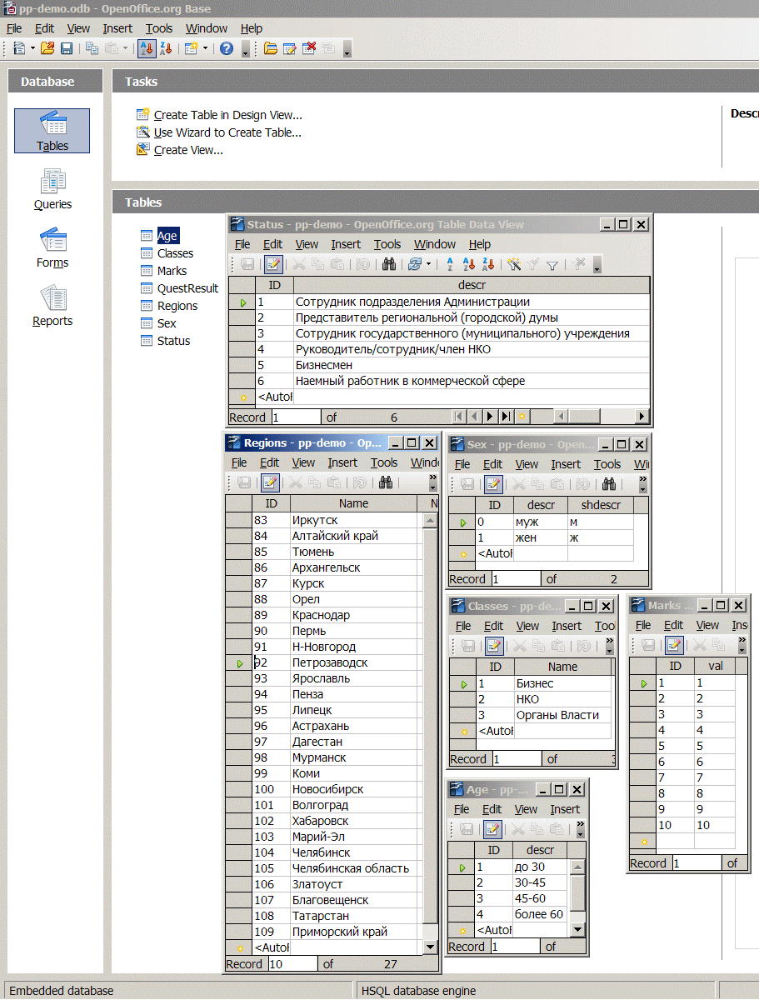 pp-demo.odb - OpenOffice.org Base
File Edit View Insert Tools Window Help
Database
Tables
Queries
Forms
Reports
Tasks
Create Table in Design View...
Use Wizard to Create Table...
Create View...
Descr
Tables
Age
Classes
Marks
QuestResult
Regions
Sex
Status
Status - pp-demo - OpenOffice.org Table Data View
File Edit View Insert Tools Window Help
ID descr
1 Сотрудник подразделения Администрации
2 Представитель региональной (городской) думы
3 Сотрудник государственного (муниципального) учреждения
4 Руководитель/сотрудник/член НКО
5 Бизнесмен
6 Наемный работник в коммерческой сфере
<AutoF
Record 1 of 6
Regions - pp-demo - Op...
File Edit View Insert Tools Windo
ID Name N
83 Иркутск
84 Алтайский край
85 Тюмень
86 Архангельск
87 Курск
88 Орел
89 Краснодар
90 Пермь
91 Н-Новгород
92 Петрозаводск
93 Ярославль
94 Пенза
95 Липецк
96 Астрахань
97 Дагестан
98 Мурманск
99 Коми
100 Новосибирск
101 Волгоград
102 Хабаровск
103 Марий-Эл
104 Челябинск
105 Челябинская область
106 Златоуст
107 Благовещенск
108 Татарстан
109 Приморский край
<AutoF
Record 10 of 27
Sex - pp-demo - Open...
File Edit View Insert Tools Wi
ID descr shdescr
0 муж м
1 жен ж
<AutoF
Record 1 of 2
Classes - pp-de...
File Edit View Insert Tool
ID Name
1 Бизнес
2 НКО
3 Органы Власти
<AutoF
Record 1 of 3
Marks ...
File Edit View Ins
ID val
1 1
2 2
3 3
4 4
5 5
6 6
7 7
8 8
9 9
10 10
Record 1 of
Age - pp-...
File Edit View Insert
ID descr
1 до 30
2 30-45
3 45-60
4 более 60
<AutoF
Record 1 of
Embedded database
HSQL database engine